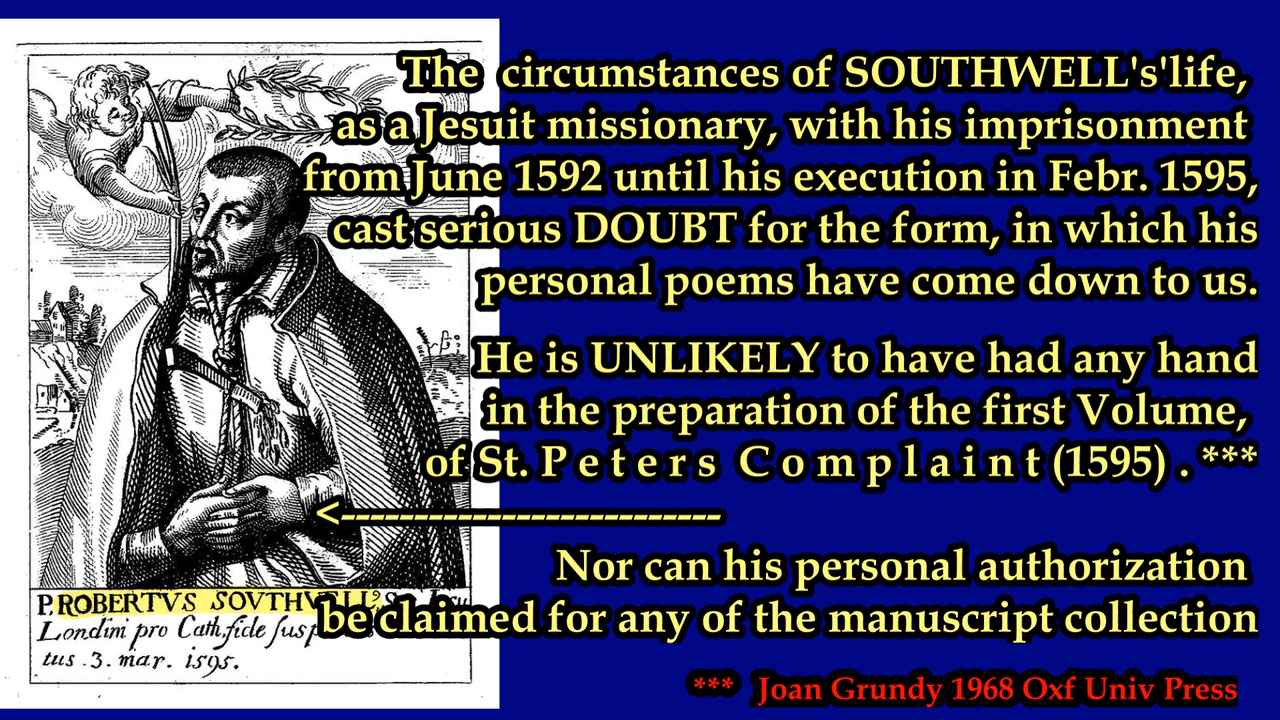 The circumstances of SOUTHWELL's'life,
as a Jesuit missionary, with his imprisonment
from June 1592 until his execution in Febr. 1595,
cast serious DOUBT for the form, in which his
personal poems have come down to us.
He is UNLIKELY to have had any hand
in the preparation of the first Volume,
of St. P e t e r s C o m p l a i n t (1595) . ***
<--------------------------
Nor can his personal authorization
be claimed for any of the manuscript collection
*** Joan Grundy 1968 Oxf Univ Press
P. ROBERTVS SOVTHVELL9
Londini pro Cath. fide
tus .3. mar. 1595.